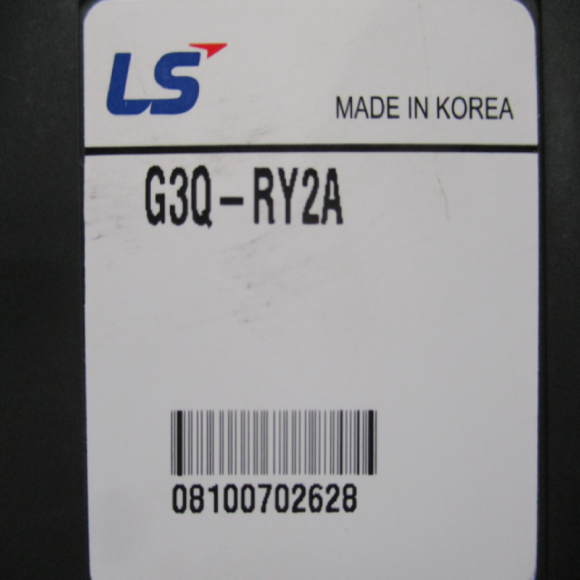 LS
MADE IN KOREA
G3Q-RY2A
08100702628